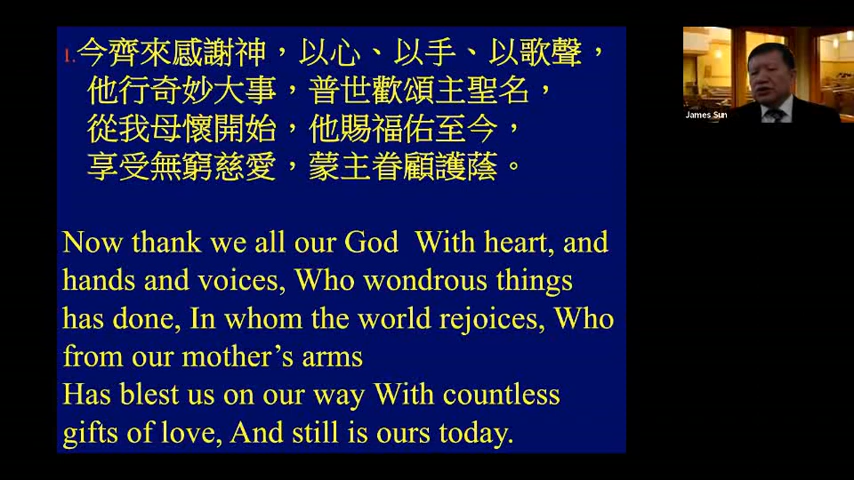 1.今齊來感謝神，以心、以手、以歌聲，
他行奇妙大事，普世歡頌主聖名，
從我母懷開始，他賜福佑至今，
享受無窮慈愛，蒙主眷顧護蔭。
Now thank we all our God With heart, and
hands and voices, Who wondrous things
has done, In whom the world rejoices, Who
from our mother’s arms
Has blest us on our way With countless
gifts of love, And still is ours today.
James Sun